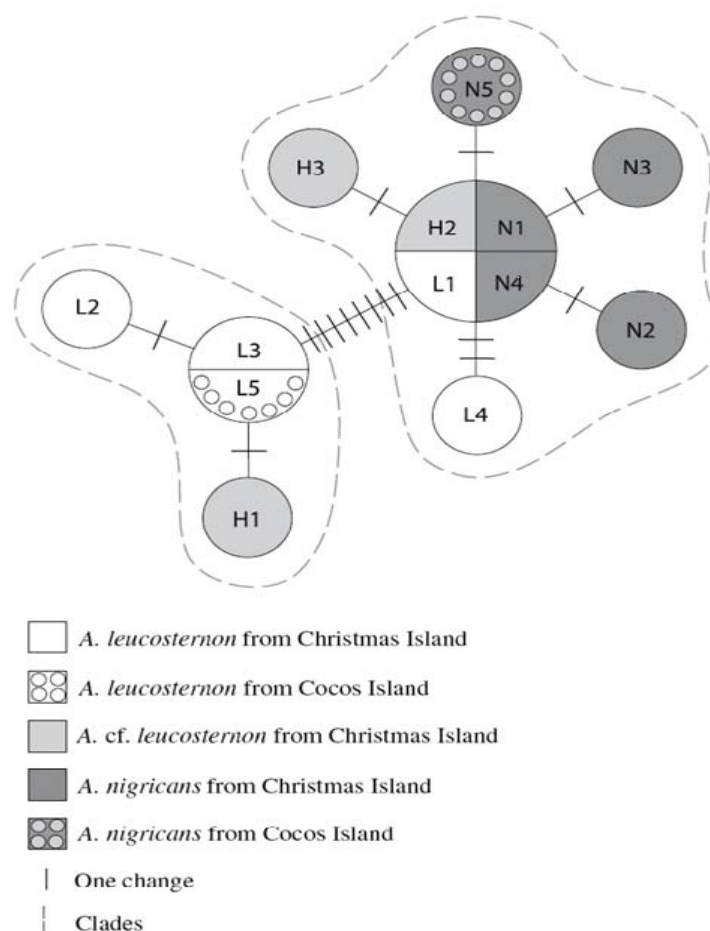 N5
H3
N3
H2 N1
L1 N4
L2
N2
L3
L5
L4
H1
A. leucosternon from Christmas Island
A. leucosternon from Cocos Island
A. cf. leucosternon from Christmas Island
A. nigricans from Christmas Island
A. nigricans from Cocos Island
One change
Clades